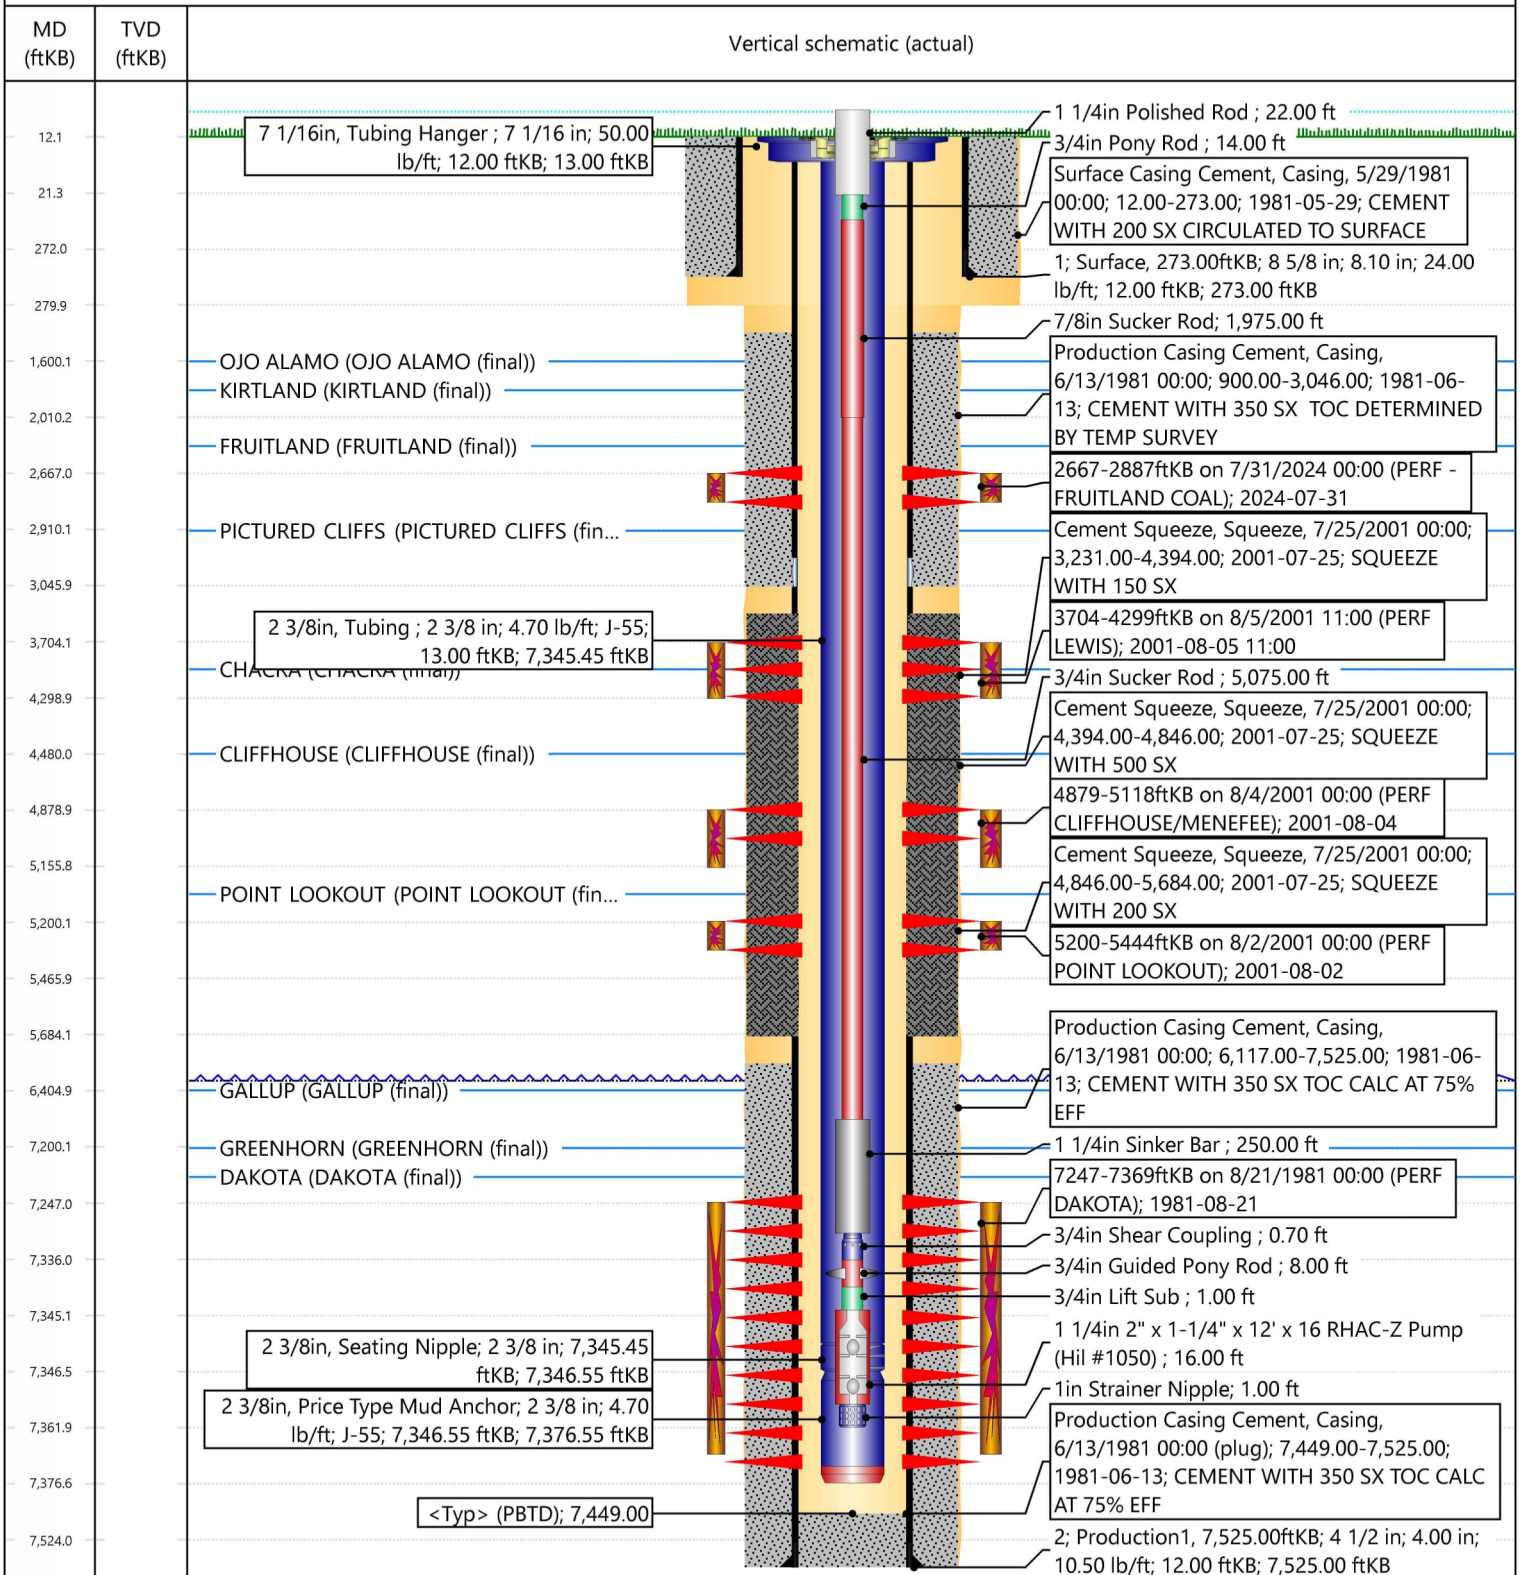 MD
(ftKB)
TVD
(ftKB)
Vertical schematic (actual)
12.1
21.3
272.0
279.9
1,600.1
2,010.2
2,667.0
2,910.1
3,045.9
3,704.1
4,298.9
4,480.0
4,878.9
5,155.8
5,200.1
5,465.9
5,684.1
6,404.9
7,200.1
7,247.0
7,336.0
7,345.1
7,346.5
7,361.9
7,376.6
7,524.0
7 1/16in, Tubing Hanger ; 7 1/16 in; 50.00
lb/ft; 12.00 ftKB; 13.00 ftKB
OJO ALAMO (OJO ALAMO (final))
KIRTLAND (KIRTLAND (final))
FRUITLAND (FRUITLAND (final))
PICTURED CLIFFS (PICTURED CLIFFS (fin...
2 3/8in, Tubing ; 2 3/8 in; 4.70 lb/ft; J-55;
13.00 ftKB; 7,345.45 ftKB
CHACRA (CHACRA (final))
CLIFFHOUSE (CLIFFHOUSE (final))
POINT LOOKOUT (POINT LOOKOUT (fin...
GALLUP (GALLUP (final))
GREENHORN (GREENHORN (final))
DAKOTA (DAKOTA (final))
2 3/8in, Seating Nipple; 2 3/8 in; 7,345.45
ftKB; 7,346.55 ftKB
2 3/8in, Price Type Mud Anchor; 2 3/8 in; 4.70
lb/ft; J-55; 7,346.55 ftKB; 7,376.55 ftKB
<Typ> (PBTD); 7,449.00
1 1/4in Polished Rod ; 22.00 ft
3/4in Pony Rod ; 14.00 ft
Surface Casing Cement, Casing, 5/29/1981
00:00; 12.00-273.00; 1981-05-29; CEMENT
WITH 200 SX CIRCULATED TO SURFACE
1; Surface, 273.00ftKB; 8 5/8 in; 8.10 in; 24.00
lb/ft; 12.00 ftKB; 273.00 ftKB
7/8in Sucker Rod; 1,975.00 ft
Production Casing Cement, Casing,
6/13/1981 00:00; 900.00-3,046.00; 1981-06-
13; CEMENT WITH 350 SX  TOC DETERMINED
BY TEMP SURVEY
2667-2887ftKB on 7/31/2024 00:00 (PERF -
FRUITLAND COAL); 2024-07-31
Cement Squeeze, Squeeze, 7/25/2001 00:00;
3,231.00-4,394.00; 2001-07-25; SQUEEZE
WITH 150 SX
3704-4299ftKB on 8/5/2001 11:00 (PERF
LEWIS); 2001-08-05 11:00
3/4in Sucker Rod ; 5,075.00 ft
Cement Squeeze, Squeeze, 7/25/2001 00:00;
4,394.00-4,846.00; 2001-07-25; SQUEEZE
WITH 500 SX
4879-5118ftKB on 8/4/2001 00:00 (PERF
CLIFFHOUSE/MENEFEE); 2001-08-04
Cement Squeeze, Squeeze, 7/25/2001 00:00;
4,846.00-5,684.00; 2001-07-25; SQUEEZE
WITH 200 SX
5200-5444ftKB on 8/2/2001 00:00 (PERF
POINT LOOKOUT); 2001-08-02
Production Casing Cement, Casing,
6/13/1981 00:00; 6,117.00-7,525.00; 1981-06-
13; CEMENT WITH 350 SX TOC CALC AT 75%
EFF
1 1/4in Sinker Bar ; 250.00 ft
7247-7369ftKB on 8/21/1981 00:00 (PERF
DAKOTA); 1981-08-21
3/4in Shear Coupling ; 0.70 ft
3/4in Guided Pony Rod ; 8.00 ft
3/4in Lift Sub ; 1.00 ft
1 1/4in 2" x 1-1/4" x 12' x 16 RHAC-Z Pump
(Hil #1050) ; 16.00 ft
1in Strainer Nipple; 1.00 ft
Production Casing Cement, Casing,
6/13/1981 00:00 (plug); 7,449.00-7,525.00;
1981-06-13; CEMENT WITH 350 SX TOC CALC
AT 75% EFF
2; Production1, 7,525.00ftKB; 4 1/2 in; 4.00 in;
10.50 lb/ft; 12.00 ftKB; 7,525.00 ftKB